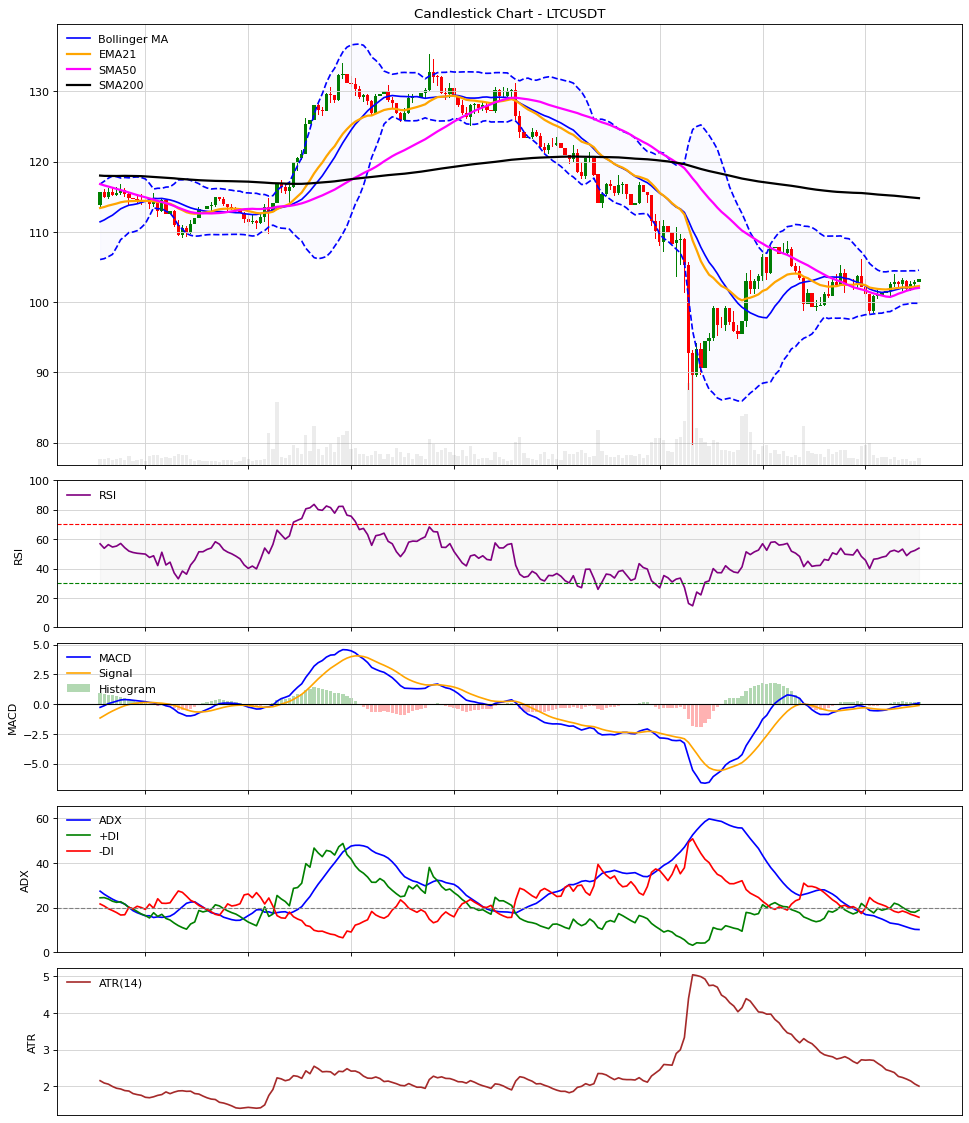 Candlestick Chart - LTCUSDT
Bollinger MA
EMA21
SMA50
SMA200
130
120
110
100
90
80
RSI
100
80
60
40
20
0
RSI
MACD
Signal
Histogram
5.0
2.5
0.0
−2.5
−5.0
MACD
ADX
+DI
-DI
60
40
20
0
ADX
ATR(14)
5
4
3
2
ATR